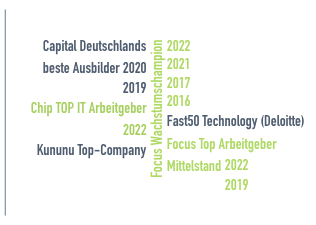 Capital Deutschlands
beste Ausbilder 2020
2019
Chip TOP IT Arbeitgeber
2022
Kununu Top-Company
Focus Wachstumschampion
2022
2021
2017
2016
Fast50 Technology (Deloitte)
Focus Top Arbeitgeber
Mittelstand 2022
2019